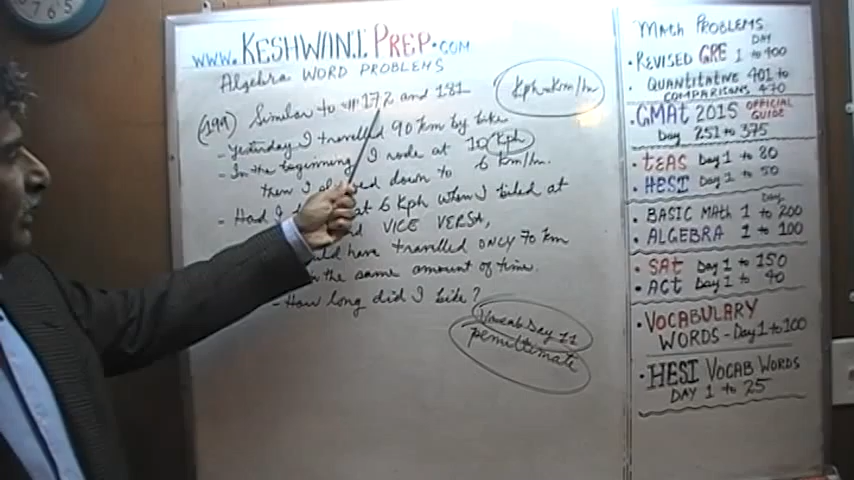 www.KESHWANI PREP.COM
Algebra WORD PROBLEMS
Kph=Km/hr
Similar to 172 and 181
- Yesterday I travelled 90 km by bike
- In the beginning I rode at 10 Kph
then I down to 6 km/hr.
- Had I at 6 Kph when I biked at
VICE VERSA,
have travelled ONLY 70 km
in the same amount of time.
- How long did I bike?
Vocab Day 11
penultimate
Math PROBLEMS
DAY
• REVISED GRE 1 to 400
• QUANTITATIVE 401 to
COMPARISONS 470
• GMAT 2015 OFFICIAL GUIDE
Day 251 to 375
• TEAS Day 1 to 80
• HESI Day 1 to 50
Day
• BASIC MATH 1 to 200
• ALGEBRA 1 to 100
• SAT Day 1 to 150
• ACT Day 1 to 90
• VOCABULARY
WORDS - Day 1 to 100
• HESI VOCAB WORDS
DAY 1 to 25